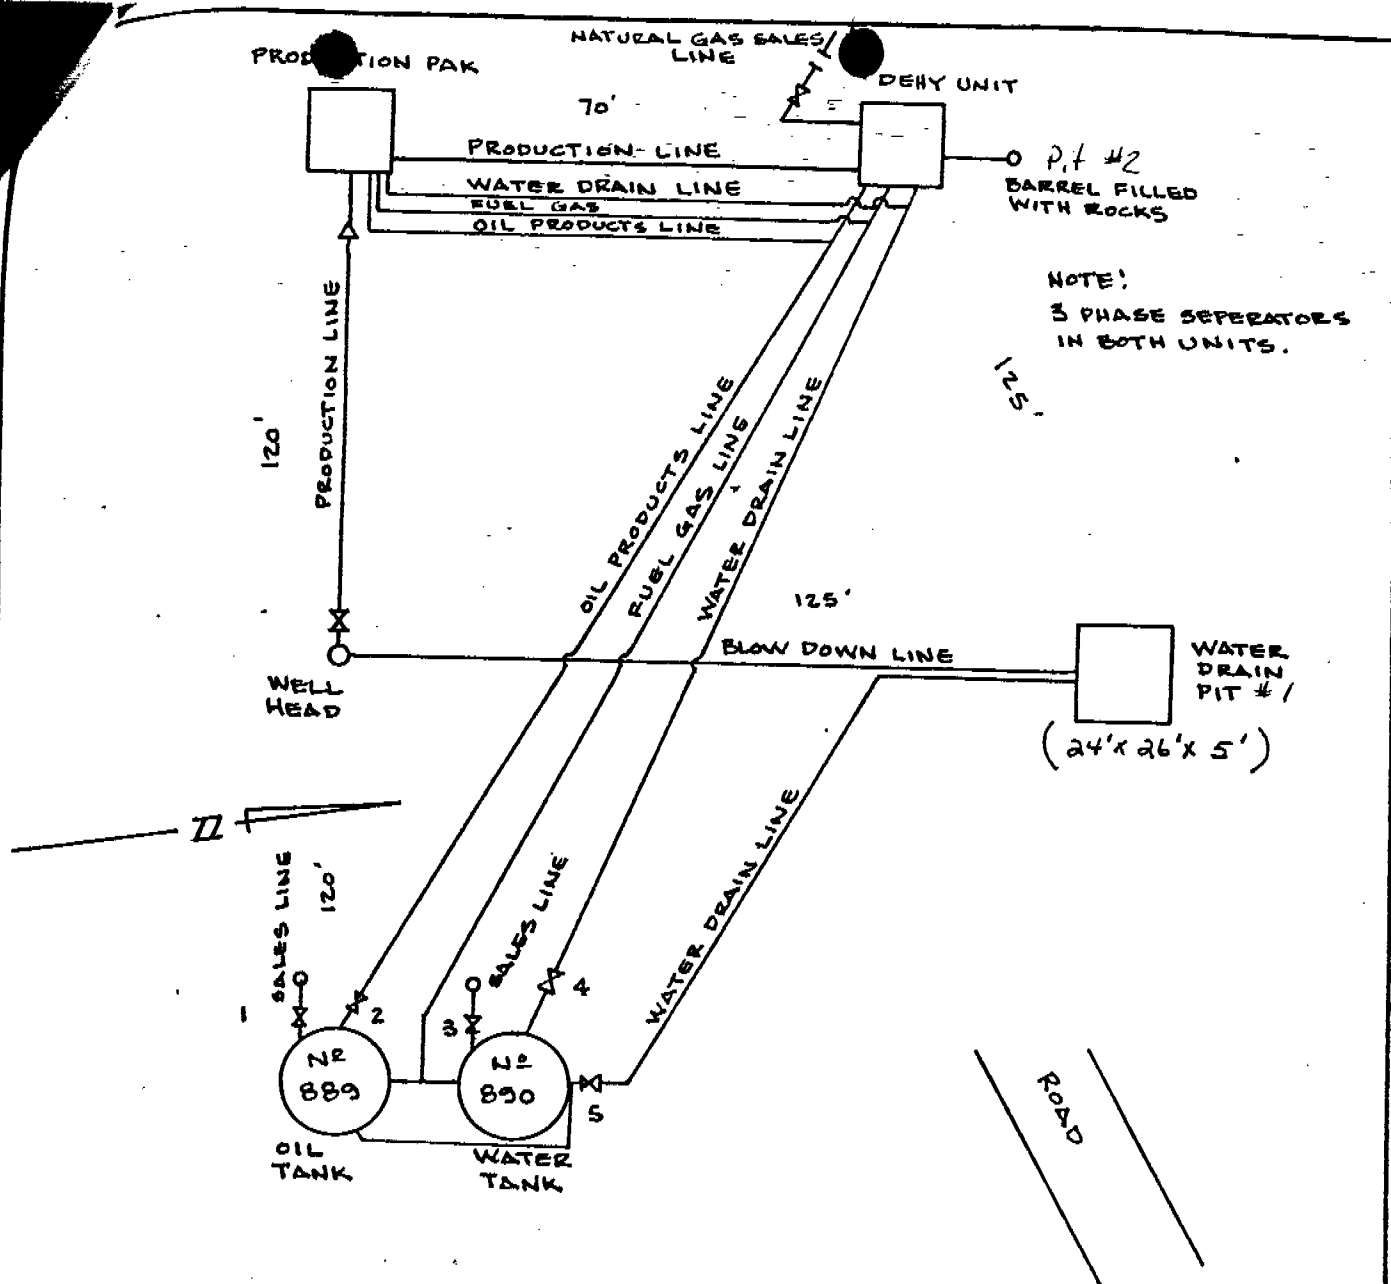 NATURAL GAS SALES
LINE
DEHY UNIT
PAK
70'
PRODUCTION LINE
WATER DRAIN LINE
FUEL GAS
OIL PRODUCTS LINE
Pit #2
BARREL FILLED
WITH ROCKS
NOTE!
3 PHASE SEPERATORS
IN BOTH UNITS.
125'
PRODUCTION LINE
120'
OIL PRODUCTS LINE
FUEL GAS LINE
WATER DRAIN LINE
125'
BLOW DOWN LINE
WELL
HEAD
WATER
DRAIN
PIT #1
(24' x 26' x 5')
SALES LINE
120'
SALES LINE
WATER DRAIN LINE
1
2
3
4
5
No
889
No
890
OIL
TANK
WATER
TANK
ROAD